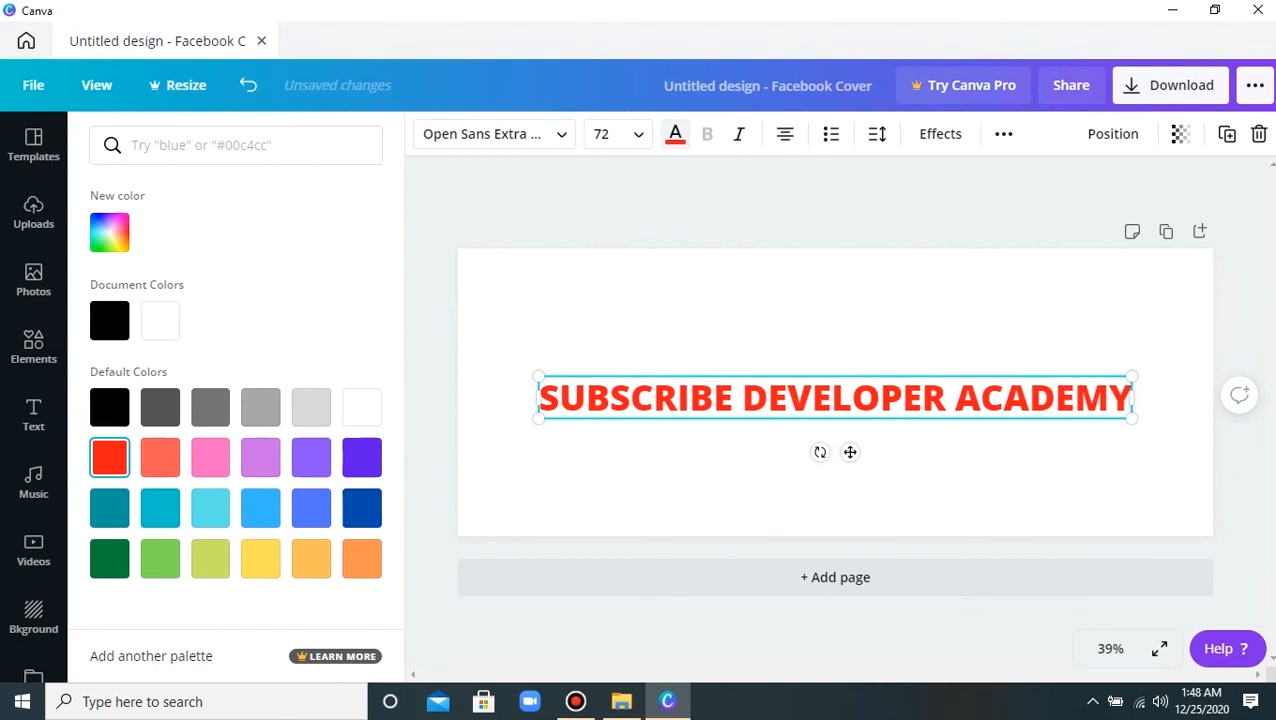 Canva
Untitled design - Facebook C
File
View
Resize
Unsaved changes
Untitled design - Facebook Cover
Try Canva Pro
Share
Download
Templates
Uploads
Photos
Elements
Text
Music
Videos
Bkground
Try "blue" or "#00c4cc"
New color
Document Colors
Default Colors
Add another palette
LEARN MORE
Open Sans Extra ...
72
A
B
I
Effects
Position
SUBSCRIBE DEVELOPER ACADEMY
+ Add page
39%
Help ?
Type here to search
1:48 AM
12/25/2020